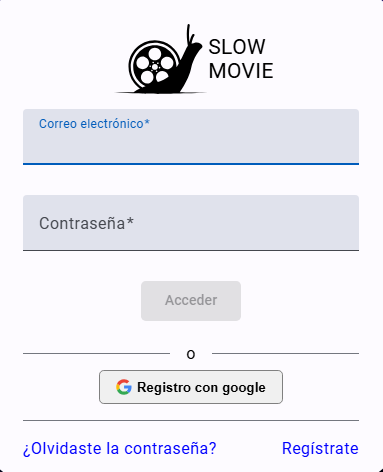 SLOW
MOVIE
Correo electrónico*
Contraseña*
Acceder
o
Registro con google
¿Olvidaste la contraseña? Regístrate